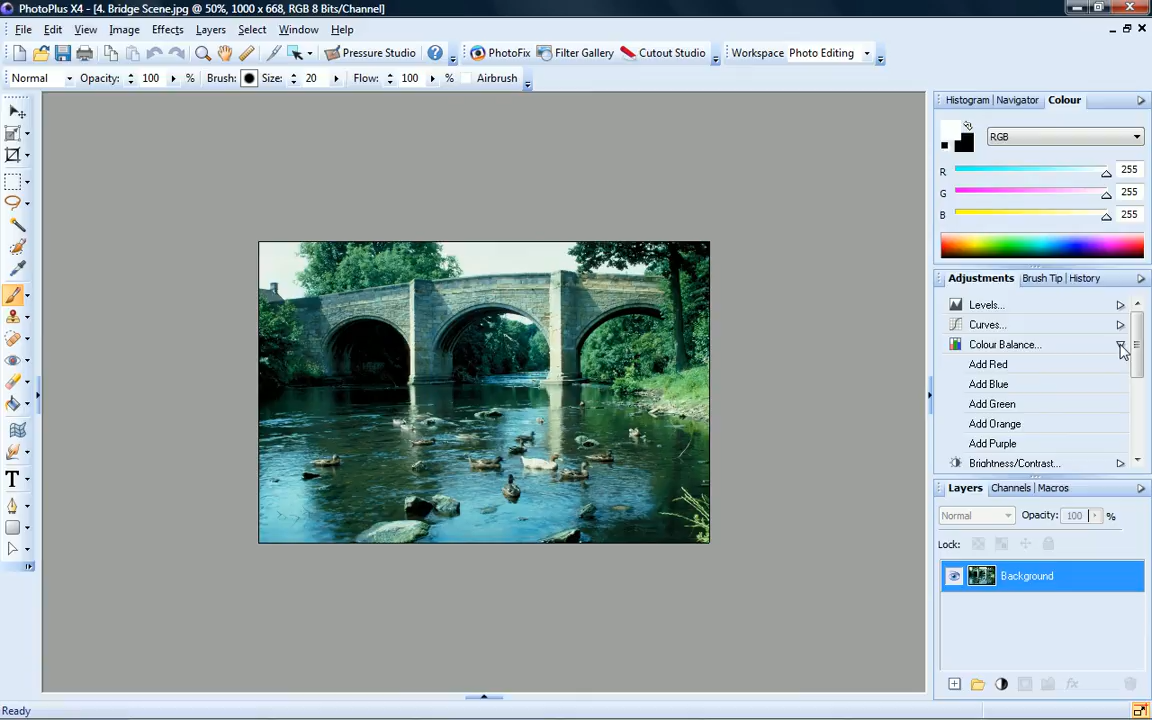 PhotoPlus X4 - [4. Bridge Scene.jpg @ 50%, 1000 x 668, RGB 8 Bits/Channel]
File Edit View Image Effects Layers Select Window Help
Pressure Studio ? PhotoFix Filter Gallery Cutout Studio Workspace Photo Editing
Normal Opacity: 100 % Brush: Size: 20 Flow: 100 % Airbrush
Histogram Navigator Colour
RGB
R 255
G 255
B 255
Adjustments Brush Tip History
Levels...
Curves...
Colour Balance...
Add Red
Add Blue
Add Green
Add Orange
Add Purple
Brightness/Contrast...
Layers Channels Macros
Normal Opacity: 100 %
Lock:
Background
fx
T
Ready